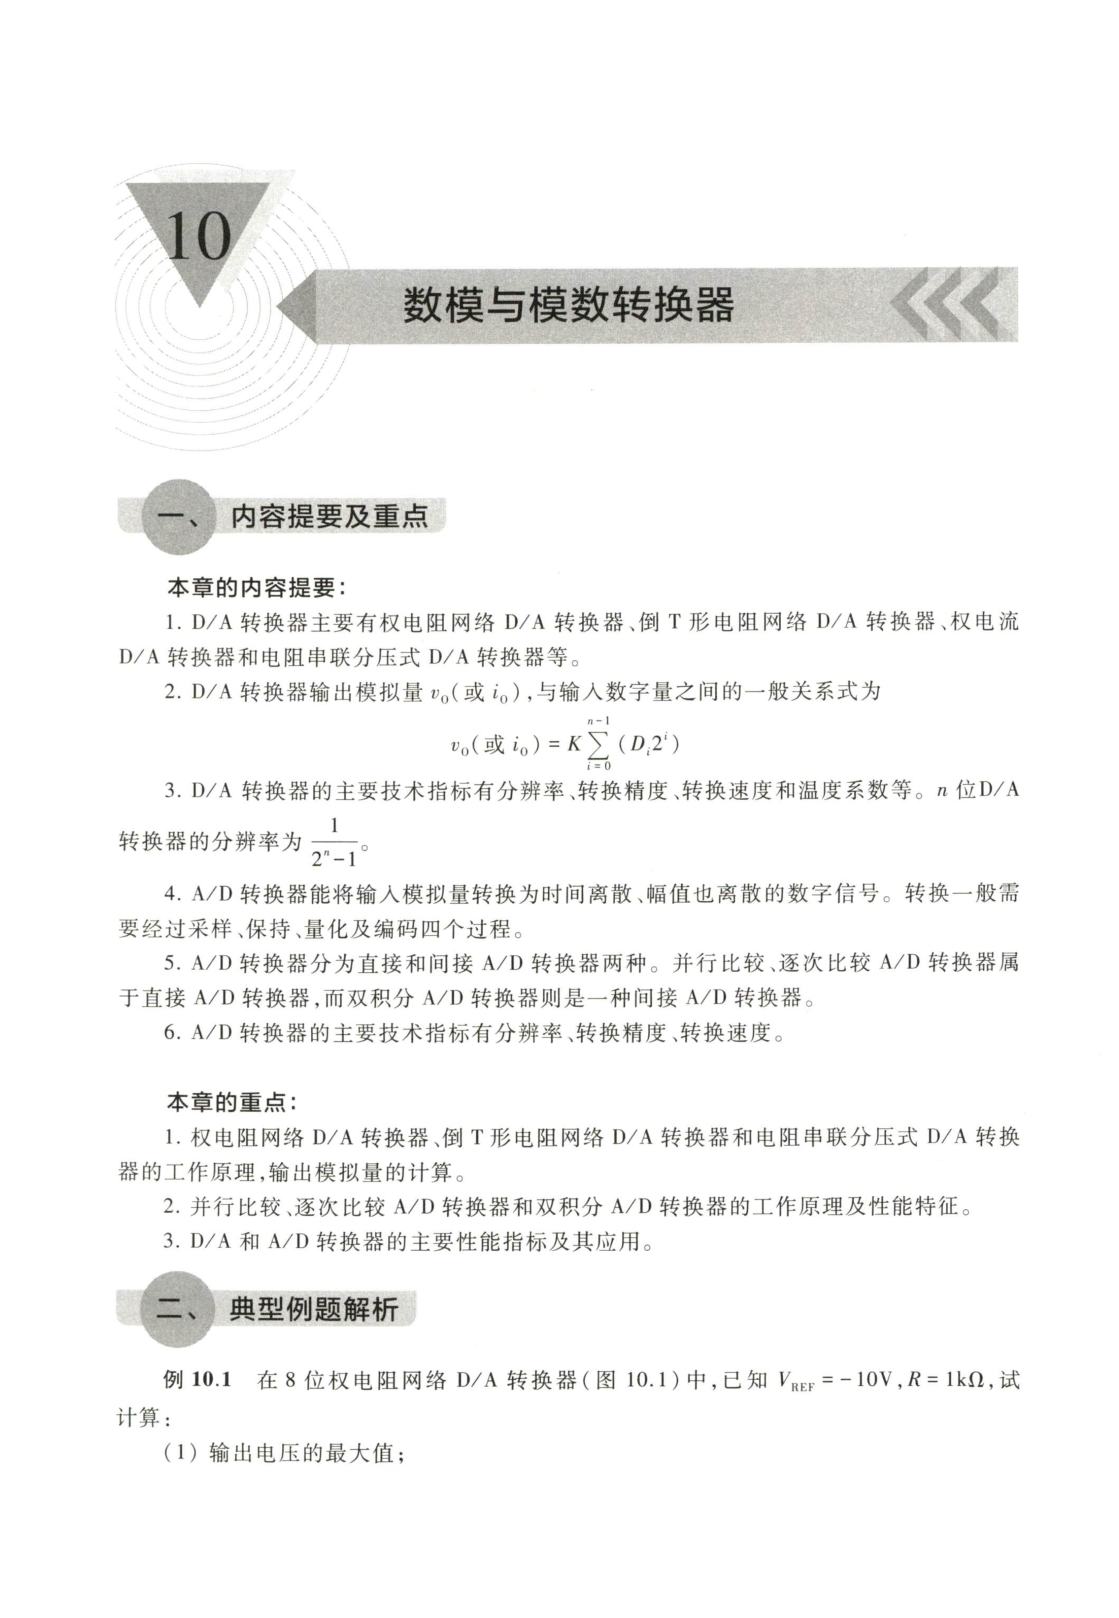 10
数模与模数转换器
一、 内容提要及重点
本章的内容提要:
1. D/A 转换器主要有权电阻网络 D/A 转换器、倒 T 形电阻网络 D/A 转换器、权电流
D/A 转换器和电阻串联分压式 D/A 转换器等。
2. D/A 转换器输出模拟量 v_O(或 i_O),与输入数字量之间的一般关系式为
v_O(或 i_O) = K ∑_{i=0}^{n-1} (D_i 2^i)
3. D/A 转换器的主要技术指标有分辨率、转换精度、转换速度和温度系数等。n 位D/A
转换器的分辨率为 1/(2^n-1)。
4. A/D 转换器能将输入模拟量转换为时间离散、幅值也离散的数字信号。转换一般需
要经过采样、保持、量化及编码四个过程。
5. A/D 转换器分为直接和间接 A/D 转换器两种。并行比较、逐次比较 A/D 转换器属
于直接 A/D 转换器,而双积分 A/D 转换器则是一种间接 A/D 转换器。
6. A/D 转换器的主要技术指标有分辨率、转换精度、转换速度。
本章的重点:
1. 权电阻网络 D/A 转换器、倒 T 形电阻网络 D/A 转换器和电阻串联分压式 D/A 转换
器的工作原理,输出模拟量的计算。
2. 并行比较、逐次比较 A/D 转换器和双积分 A/D 转换器的工作原理及性能特征。
3. D/A 和 A/D 转换器的主要性能指标及其应用。
二、 典型例题解析
例 10.1 在 8 位权电阻网络 D/A 转换器(图 10.1)中,已知 V_REF = -10V, R = 1kΩ,试
计算:
(1) 输出电压的最大值;